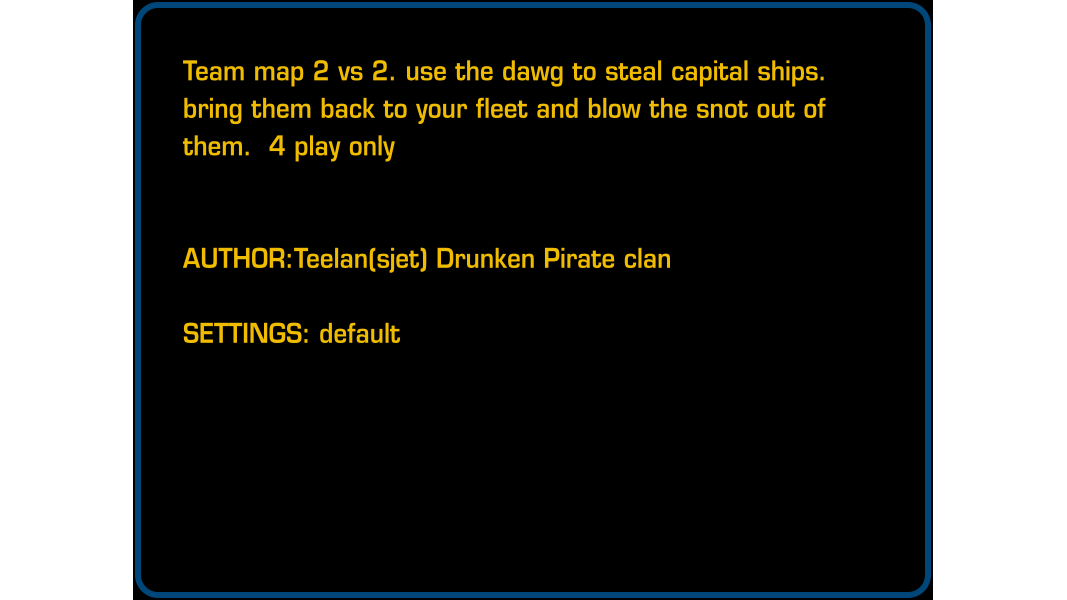 Team map 2 vs 2. use the dawg to steal capital ships.
bring them back to your fleet and blow the snot out of
them.  4 play only
AUTHOR:Teelan(sjet) Drunken Pirate clan
SETTINGS: default